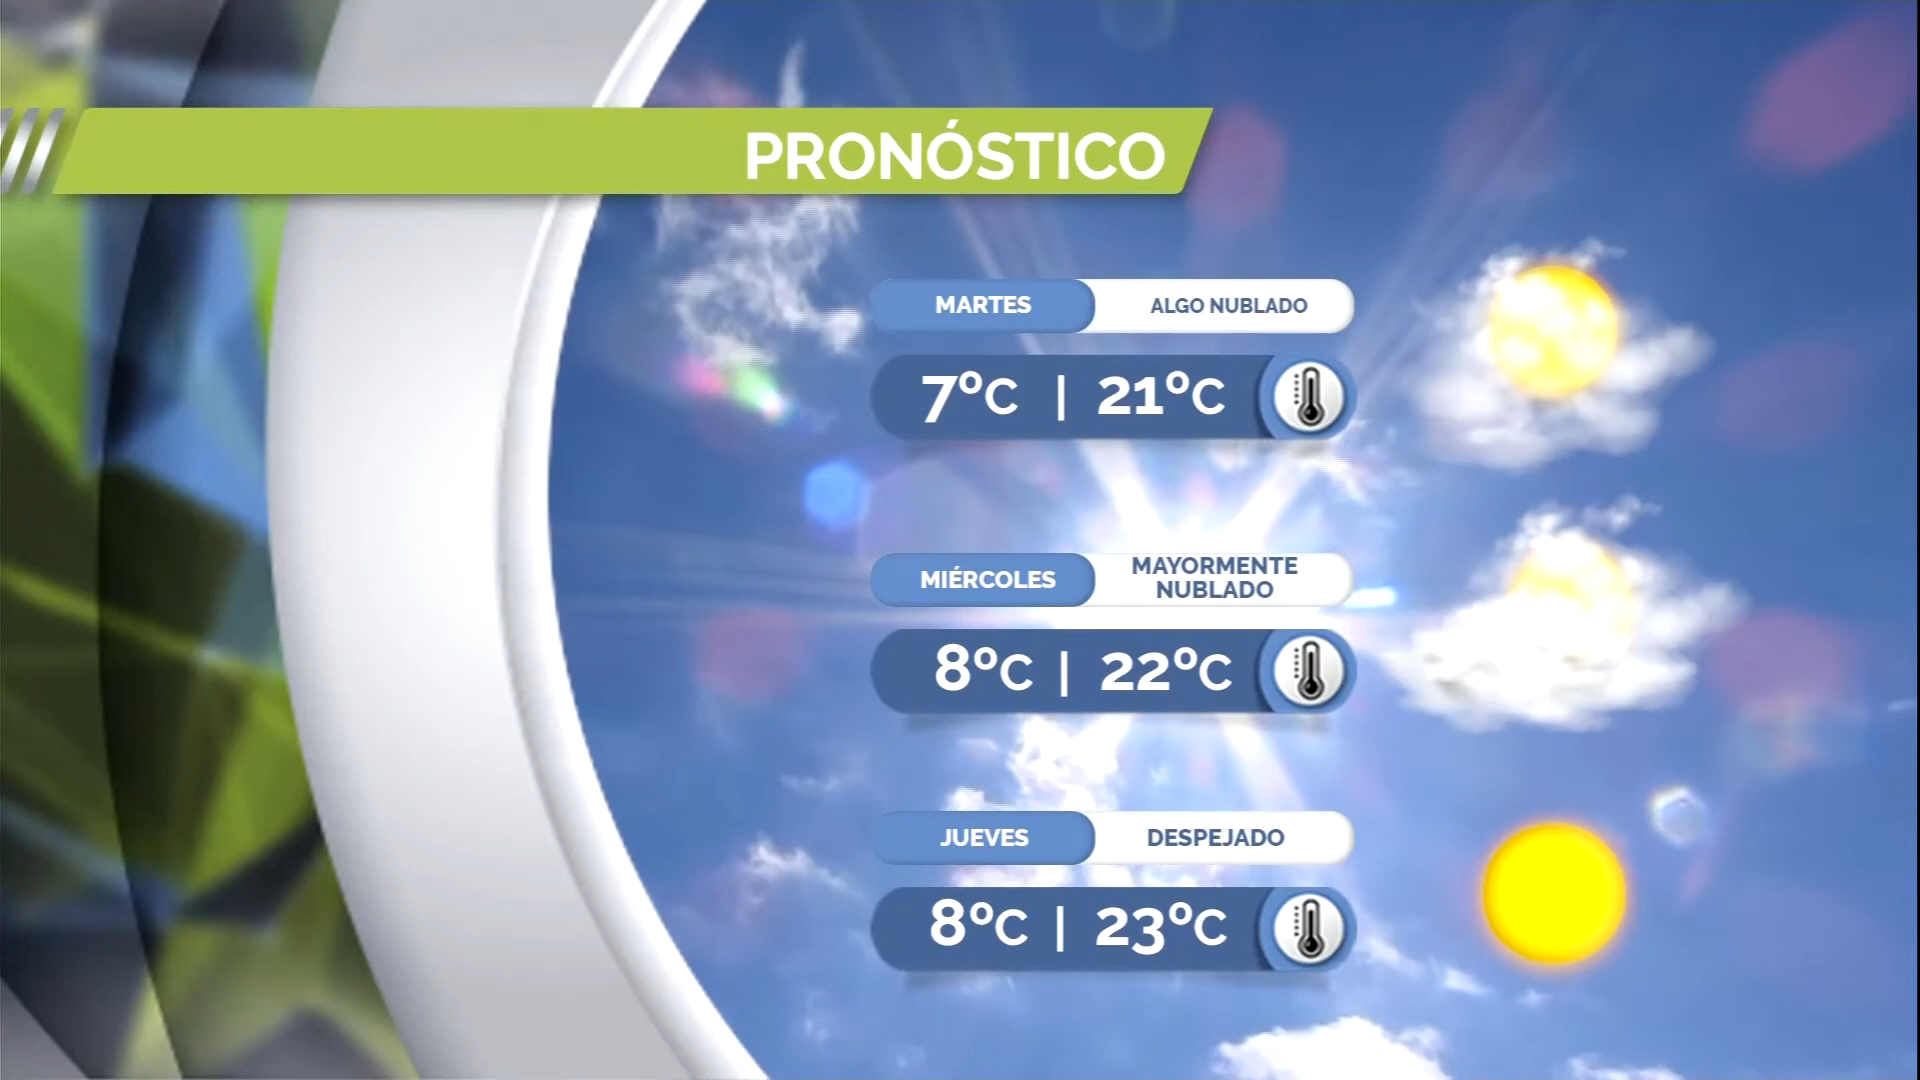 PRONÓSTICO
MARTES ALGO NUBLADO
7°C | 21°C
MIÉRCOLES MAYORMENTE
NUBLADO
8°C | 22°C
JUEVES DESPEJADO
8°C | 23°C